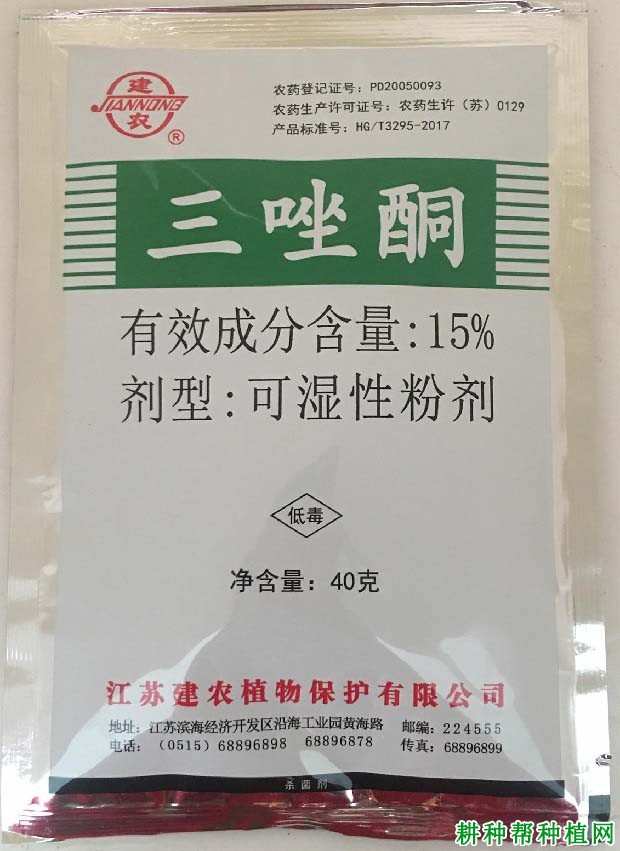 建
JIANNONG
农
®
农药登记证号：PD20050093
农药生产许可证号：农药生许（苏）0129
产品标准号：HG/T3295-2017
三唑酮
有效成分含量:15%
剂型:可湿性粉剂
低毒
净含量：40克
江苏建农植物保护有限公司
地址：江苏滨海经济开发区沿海工业园黄海路 邮编：224555
电话：（0515）68896898 68896878 传真：68896899
杀菌剂
耕种帮种植网